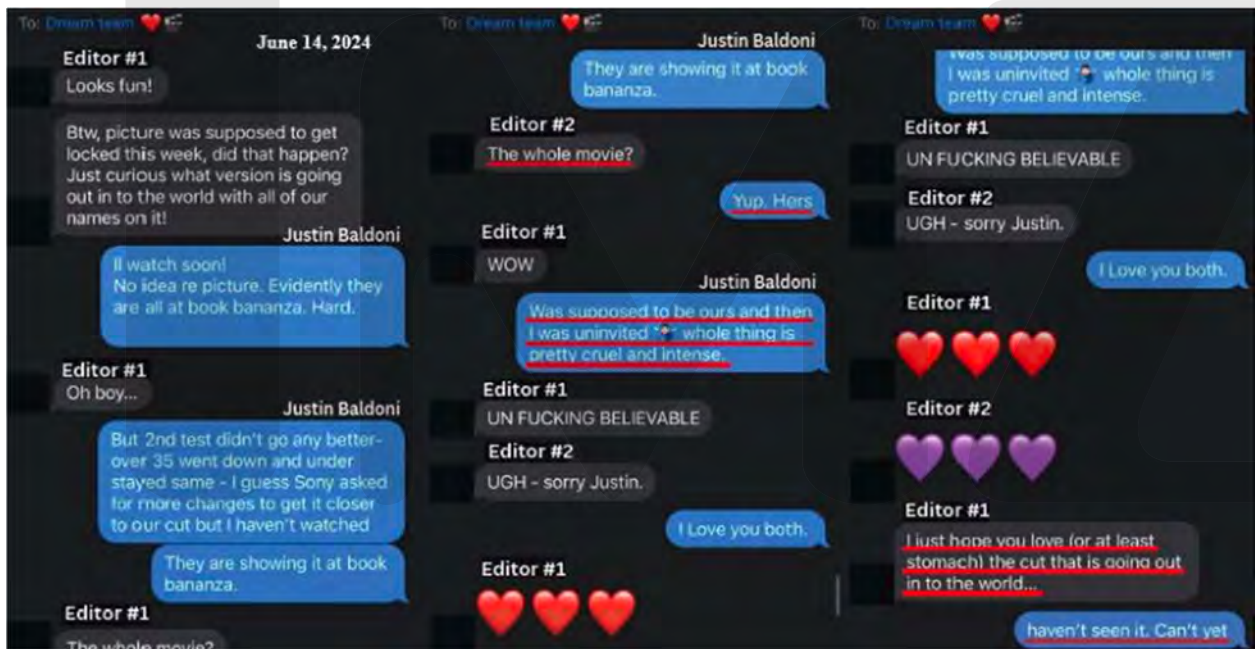 To: Dream team ❤️🎬
June 14, 2024
Editor #1
Looks fun!
Btw, picture was supposed to get
locked this week, did that happen?
Just curious what version is going
out in to the world with all of our
names on it!
Justin Baldoni
Il watch soon!
No idea re picture. Evidently they
are all at book bananza. Hard.
Editor #1
Oh boy...
Justin Baldoni
But 2nd test didn't go any better-
over 35 went down and under
stayed same - I guess Sony asked
for more changes to get it closer
to our cut but I haven't watched
They are showing it at book
bananza.
Editor #1
The whole movie?
To: Dream team ❤️🎬
Justin Baldoni
They are showing it at book
bananza.
Editor #2
The whole movie?
Yup. Hers
Editor #1
WOW
Justin Baldoni
Was supposed to be ours and then
I was uninvited 🤷🏻‍♂️ whole thing is
pretty cruel and intense.
Editor #1
UN FUCKING BELIEVABLE
Editor #2
UGH - sorry Justin.
I Love you both.
Editor #1
❤️❤️❤️
To: Dream team ❤️🎬
Was supposed to be ours and then
I was uninvited 🤷🏻‍♂️ whole thing is
pretty cruel and intense.
Editor #1
UN FUCKING BELIEVABLE
Editor #2
UGH - sorry Justin.
I Love you both.
Editor #1
❤️❤️❤️
Editor #2
💜💜💜
Editor #1
I just hope you love (or at least
stomach) the cut that is going out
in to the world...
haven't seen it. Can't yet